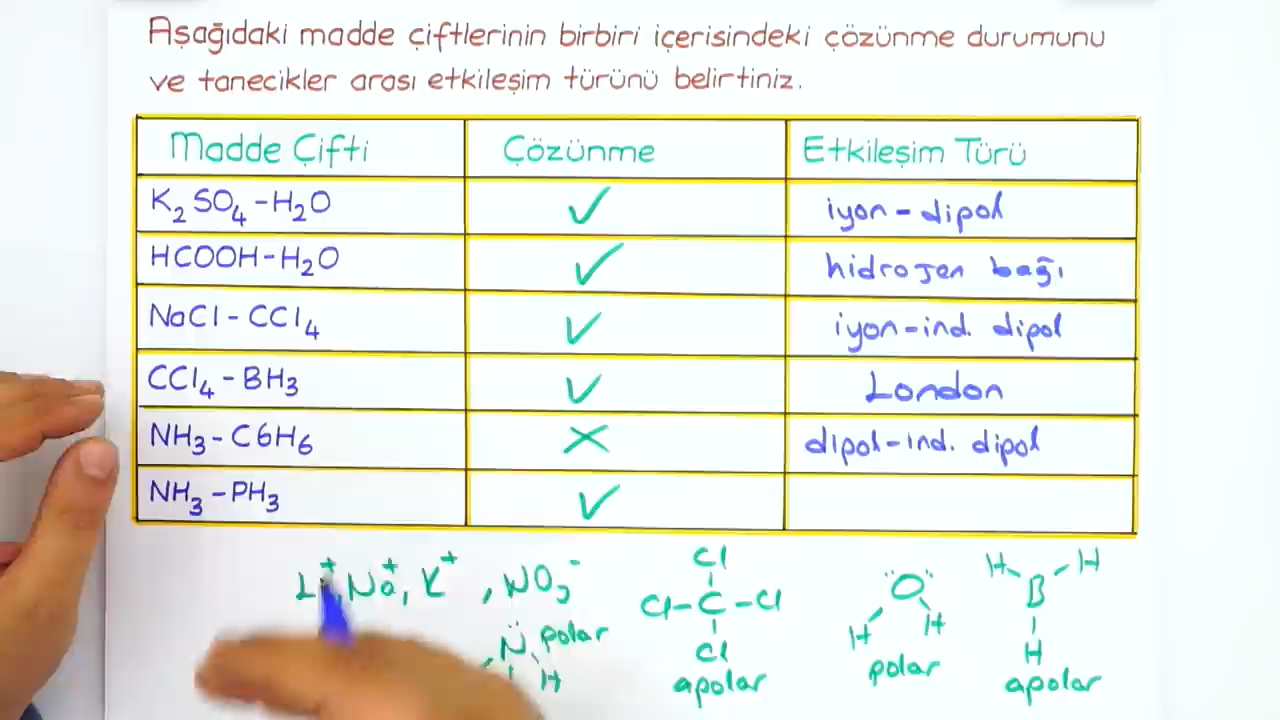 Aşağıdaki madde çiftlerinin birbiri içerisindeki çözünme durumunu
ve tanecikler arası etkileşim türünü belirtiniz.
Madde Çifti Çözünme Etkileşim Türü
K₂SO₄-H₂O ✓ iyon-dipol
HCOOH-H₂O ✓ hidrojen bağı
NaCl-CCl₄ ✓ iyon-ind. dipol
CCl₄-BH₃ ✓ London
NH₃-C6H₆ ✗ dipol-ind. dipol
NH₃-PH₃ ✓
Li⁺, Na⁺, K⁺, NO₃⁻
N polar
H
Cl
Cl-C-Cl
Cl
apolar
O
H H
polar
H H
B
H
apolar